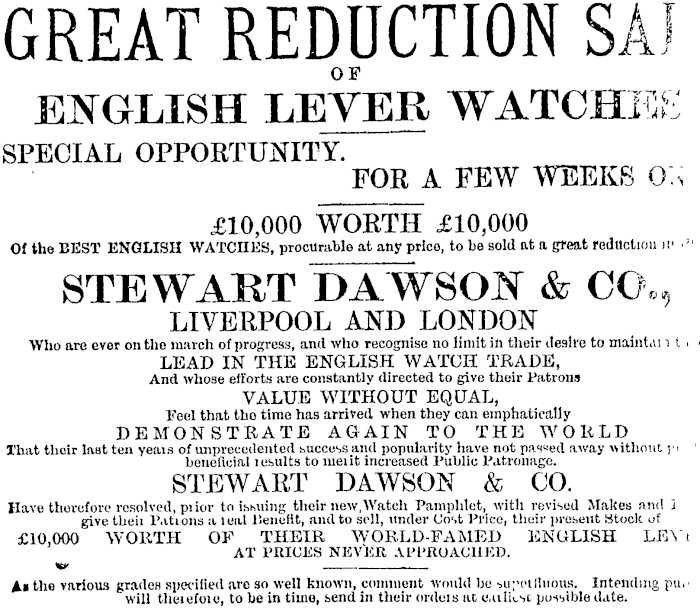 GREAT REDUCTION
OF
ENGLISH LEVER WATCHES
SPECIAL OPPORTUNITY.
FOR A FEW WEEKS
£10,000 WORTH £10,000
Of the BEST ENGLISH WATCHES, procurable at any price, to be sold at a great reduction
STEWART DAWSON & CO.,
LIVERPOOL AND LONDON
Who are ever on the march of progress, and who recognise no limit in their desire to
LEAD IN THE ENGLISH WATCH TRADE,
And whose efforts are constantly directed to give their Patrons
VALUE WITHOUT EQUAL,
Feel that the time has arrived when they can emphatically
DEMONSTRATE AGAIN TO THE WORLD
That their last ten years of unprecedented success and popularity have not passed away without
beneficial results to merit increased Public Patronage.
STEWART DAWSON & CO.
Have therefore resolved, prior to issuing their new, Watch Pamphlet, with revised Makes and
give their Patrons a real Benefit, and to sell, under Cost Price, their present Stock of
£10,000 WORTH OF THEIR WORLD-FAMED ENGLISH
AT PRICES NEVER APPROACHED.
As the various grades specified are so well known, comment would be superfluous. Intending
will therefore, to be in time, send in their orders at earliest possible date.